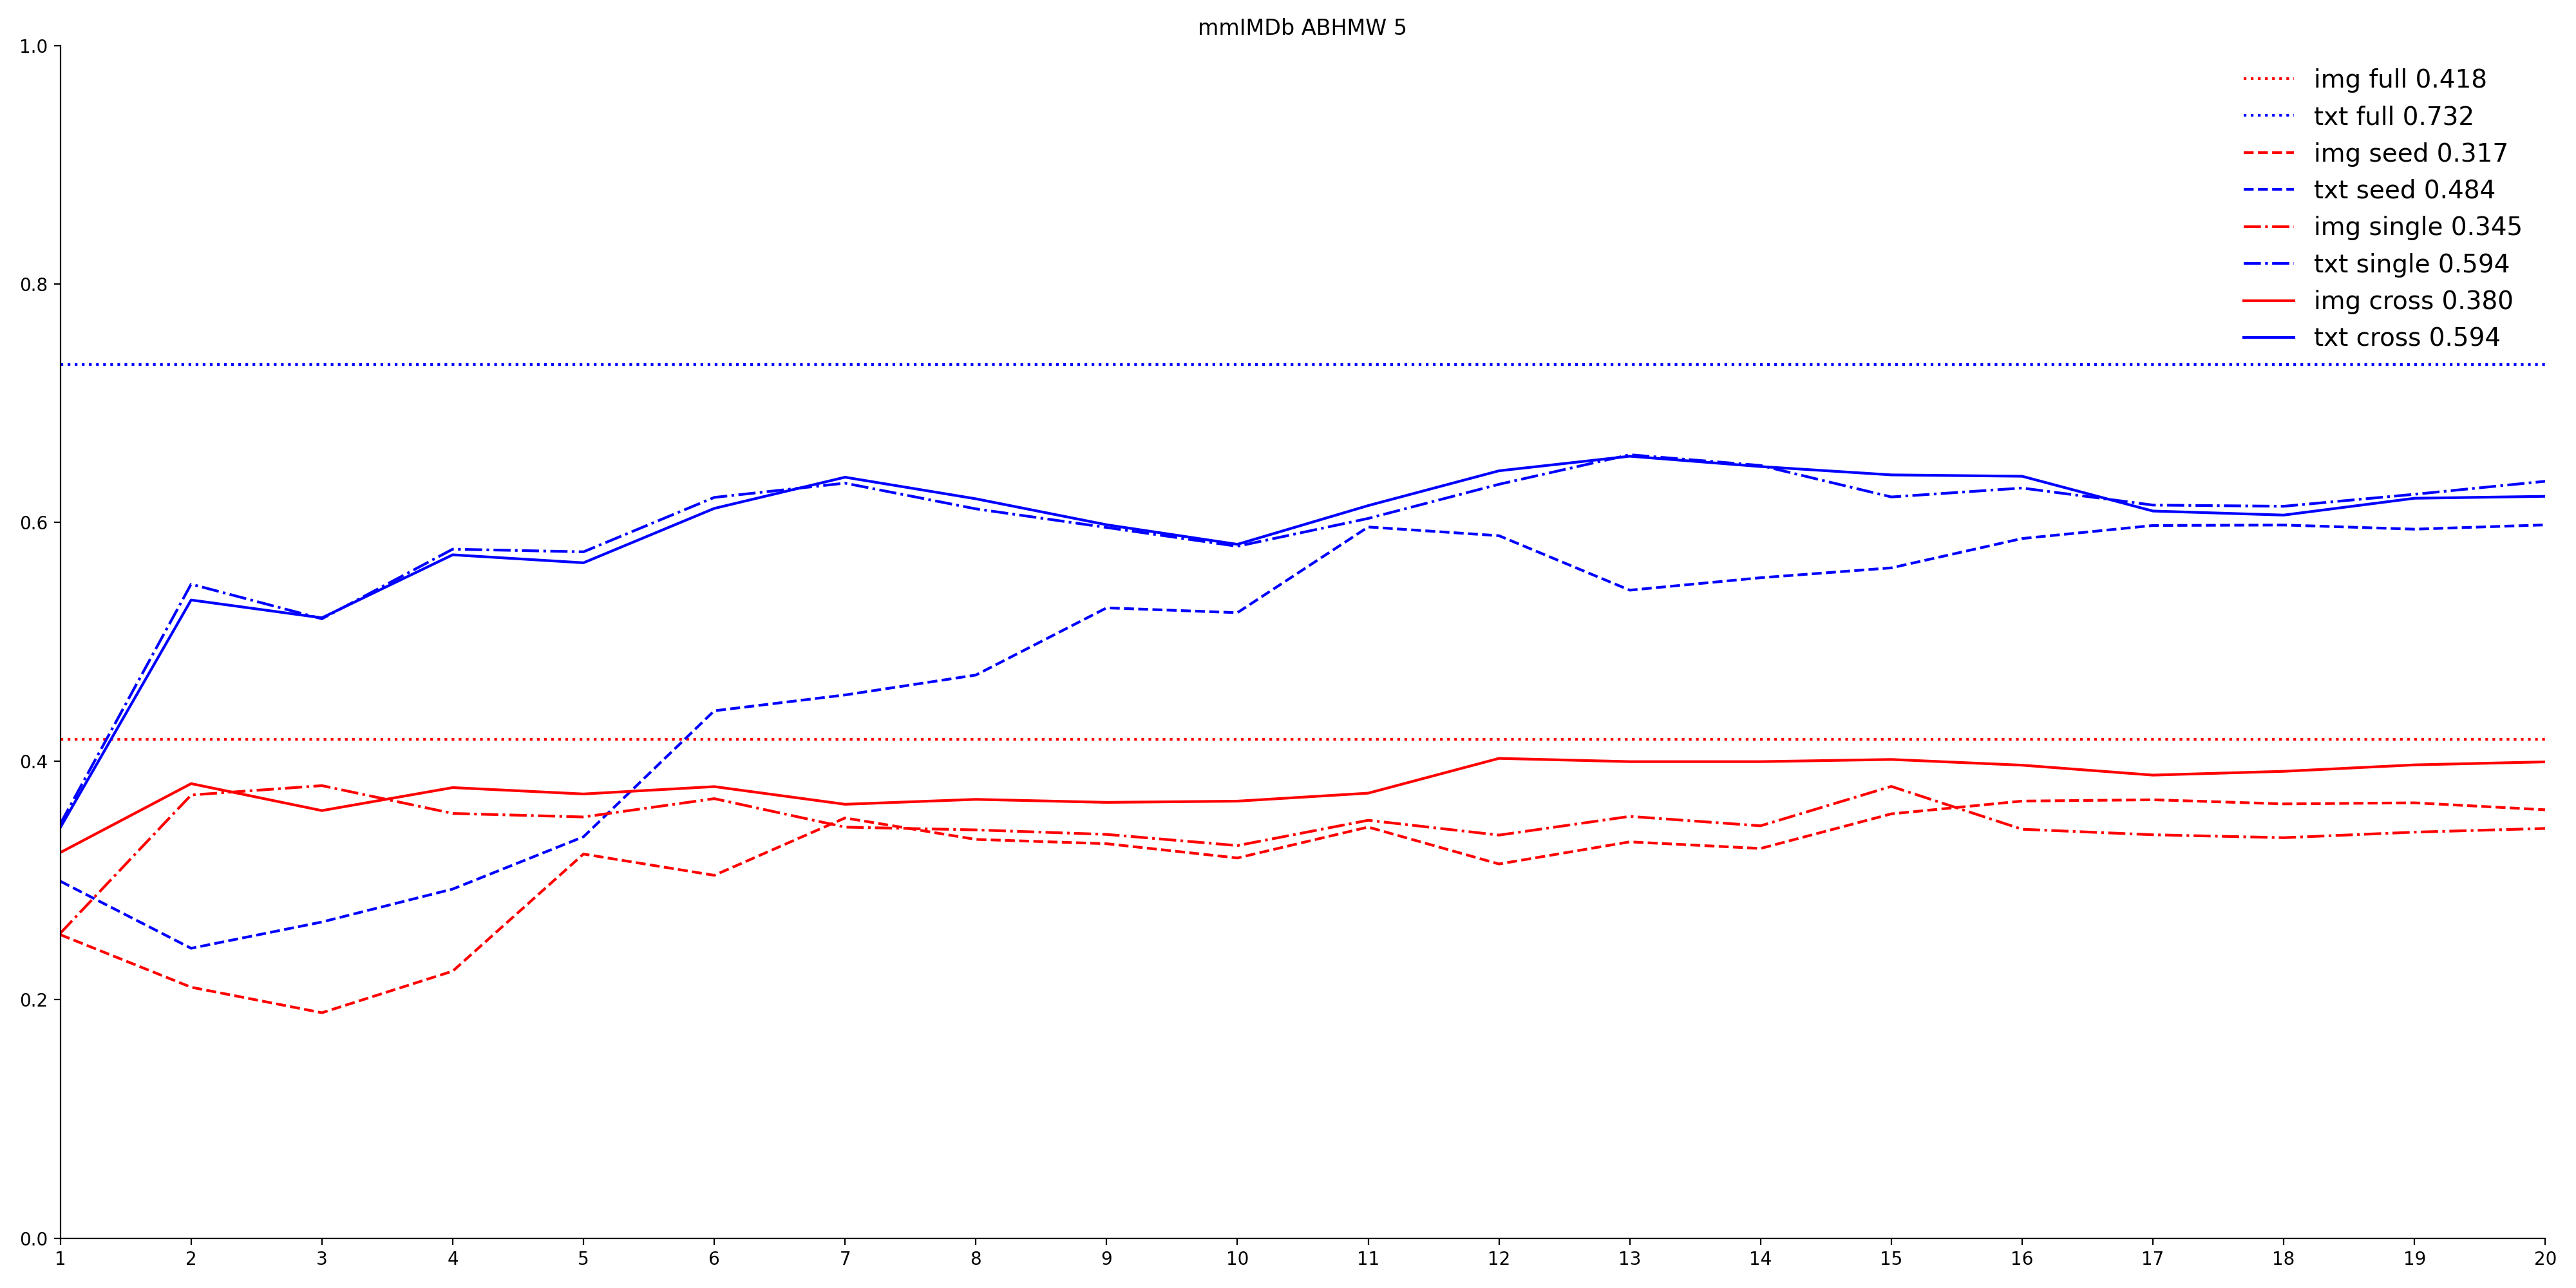 mmIMDb ABHMW 5
1.0
0.8
0.6
0.4
0.2
0.0
img full 0.418
txt full 0.732
img seed 0.317
txt seed 0.484
img single 0.345
txt single 0.594
img cross 0.380
txt cross 0.594
1 2 3 4 5 6 7 8 9 10 11 12 13 14 15 16 17 18 19 20